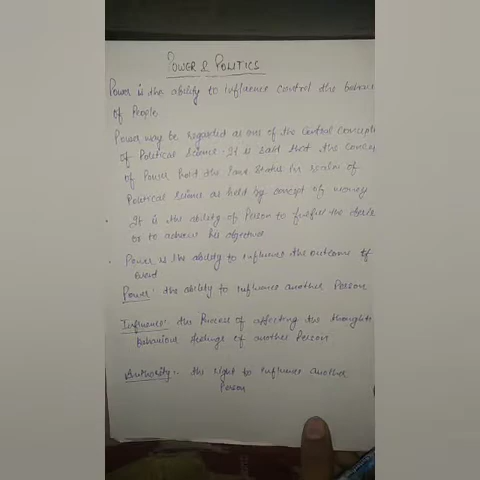 POWER & POLITICS
Power is the ability to influence control the behav
of People
Power may be regarded as one of the Central Concepts
of Political Science. It is said that the Concep
of Power hold the same status in realm of
Political Science as held by concept of money
It is the ability of Person to fulfil the desire
or to achieve his objective
Power is the ability to influence the outcome of
event
Power: the ability to influence another Person
Influence: the Process of affecting the thoughts
Behaviour feelings of another Person
Authority:- the right to influence another
Person